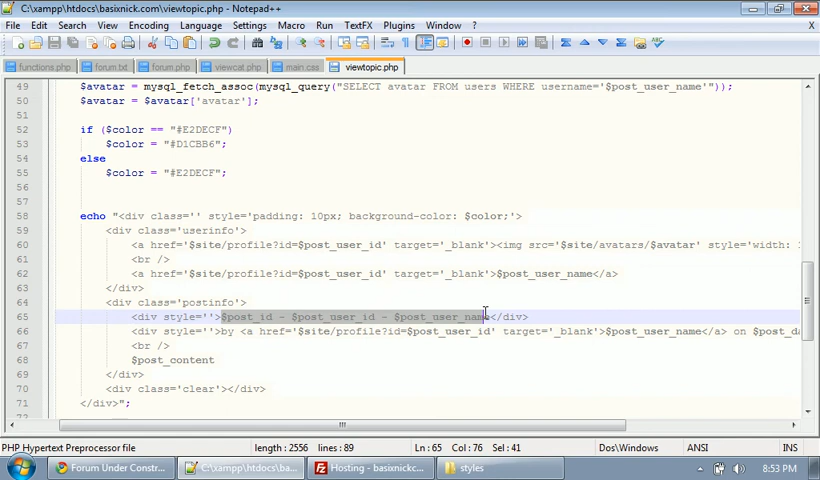 C:\xampp\htdocs\basixnick.com\viewtopic.php - Notepad++
File Edit Search View Encoding Language Settings Macro Run TextFX Plugins Window ? X
functions.php forum.txt forum.php viewcat.php main.css viewtopic.php
49 $avatar = mysql_fetch_assoc(mysql_query("SELECT avatar FROM users WHERE username='$post_user_name'"));
50 $avatar = $avatar['avatar'];
51
52 if ($color == "#E2DECF")
53 $color = "#D1CBB6";
54 else
55 $color = "#E2DECF";
56
57
58 echo "<div class='' style='padding: 10px; background-color: $color;'>
59 <div class='userinfo'>
60 <a href='$site/profile?id=$post_user_id' target='_blank'><img src='$site/avatars/$avatar' style='width: 1
61 <br />
62 <a href='$site/profile?id=$post_user_id' target='_blank'>$post_user_name</a>
63 </div>
64 <div class='postinfo'>
65 <div style=''>$post_id - $post_user_id - $post_user_name</div>
66 <div style=''>by <a href='$site/profile?id=$post_user_id' target='_blank'>$post_user_name</a> on $post_da
67 <br />
68 $post_content
69 </div>
70 <div class='clear'></div>
71 </div>";
PHP Hypertext Preprocessor file length : 2556 lines : 89 Ln : 65 Col : 76 Sel : 41 Dos\Windows ANSI INS
Forum Under Constr... C:\xampp\htdocs\ba... Hosting - basixnickc... styles 8:53 PM